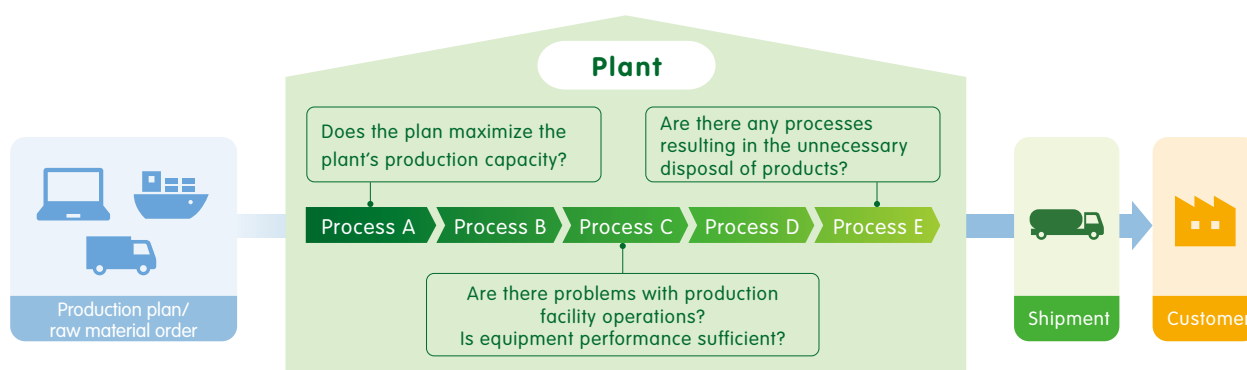 Plant
Does the plan maximize the
plant's production capacity?
Are there any processes
resulting in the unnecessary
disposal of products?
Process A
Process B
Process C
Process D
Process E
Are there problems with production
facility operations?
Is equipment performance sufficient?
Production plan/
raw material order
Shipment
Customer